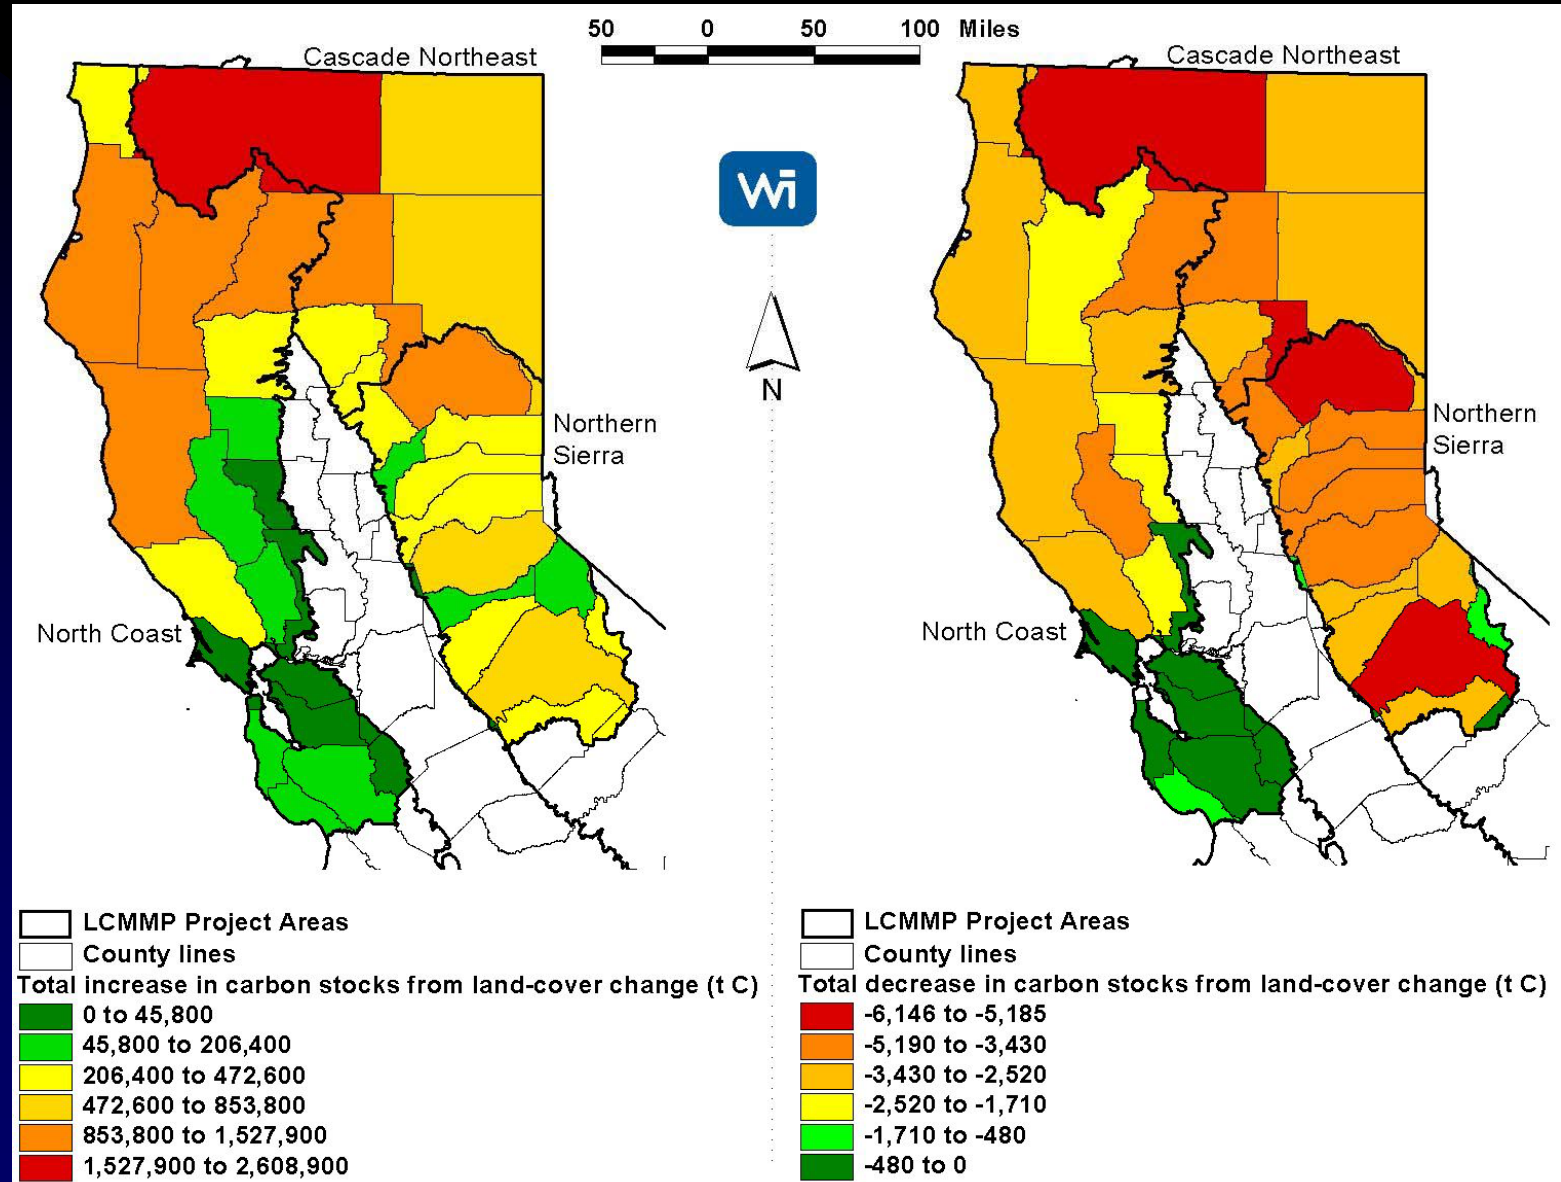 50 0 50 100 Miles
Cascade Northeast
Cascade Northeast
Wi
N
Northern
Sierra
Northern
Sierra
North Coast
North Coast
LCMMP Project Areas
County lines
Total increase in carbon stocks from land-cover change (t C)
0 to 45,800
45,800 to 206,400
206,400 to 472,600
472,600 to 853,800
853,800 to 1,527,900
1,527,900 to 2,608,900
LCMMP Project Areas
County lines
Total decrease in carbon stocks from land-cover change (t C)
-6,146 to -5,185
-5,190 to -3,430
-3,430 to -2,520
-2,520 to -1,710
-1,710 to -480
-480 to 0